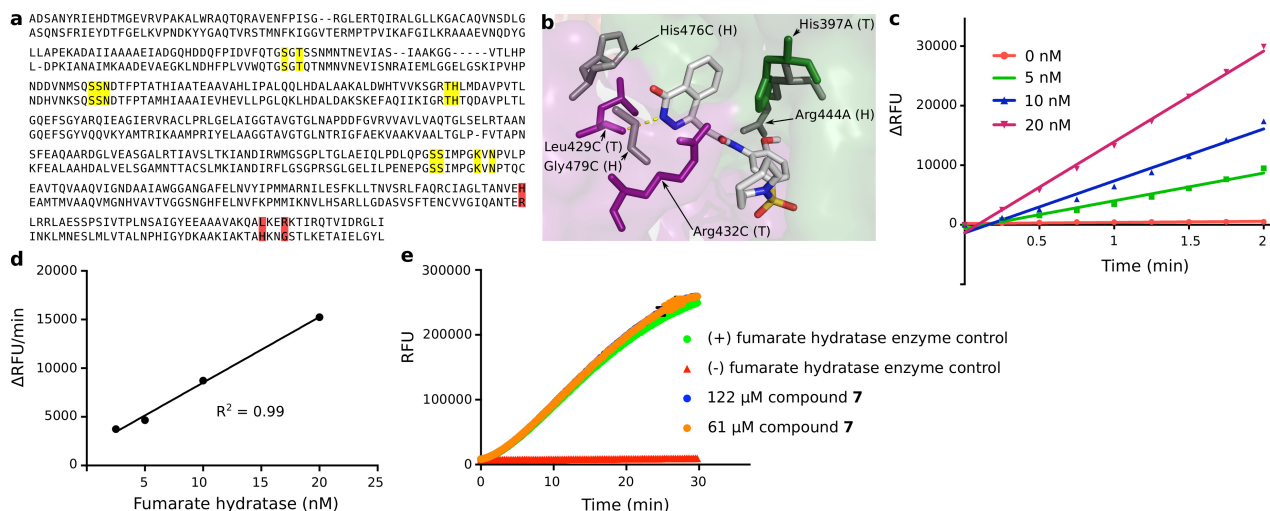 a
ADSANYRIEHDTMGEVRVPAKALWRAQTQRAVENFPISG--RGLERTQIRALGLLKGACAQVNSDLG
ASQNSFRIEYDTFGELKVPNDKYYGAQTVRSTMNFKIGGVTERMPTPVIKAFGILKRAAAEVNQDYG
LLAPEKADAIIAAAAEIADGQHDDQFPIDVFQTGSGTSSNMNTNEVIAS--IAAKGG-----VTLHP
L-DPKIANAIMKAADEVAEGKLNDHFPLVVWQTGSGTQTNMNVNEVISNRAIEMLGGELGSKIPVHP
NDDVNMSQSSNDTFPTATHIAATEAAVAHLIPALQQLHDALAAKALDWHTVVKSGRTHLMDAVPVTL
NDHVNKSQSSNDTFPTAMHIAAAIEVHEVLLPGLQKLHDALDAKSKEFAQIIKIGRTHTQDAVPLTL
GQEFSGYARQIEAGIERVRACLPRLGELAIGGTAVGTGLNAPDDFGVRVVAVLVAQTGLSELRTAAN
GQEFSGYVQQVKYAMTRIKAAMPRIYELAAGGTAVGTGLNTRIGFAEKVAAKVAALTGLP-FVTAPN
SFEAQAARDGLVEASGALRTIAVSLTKIANDIRWMGSGPLTGLAEIQLPDLQPGSSIMPGKVNPVLP
KFEALAAHDALVELSGAMNTTACSLMKIANDIRFLGSGPRSGLGELILPENEPGSSIMPGKVNPTQC
EAVTQVAAQVIGNDAAIAWGGANGAFELNVYIPMMARNILESFKLLTNVSRLFAQRCIAGLTANVEH
EAMTMVAAQVMGNHVAVTVGGSNGHFELNVFKPMMIKNVLHSARLLGDASVSFTENCVVGIQANTER
LRRLAESSPSIVTPLNSAIGYEEAAAVAKQALKERKTIRQTVIDRGLI
INKLMNESLMLVTALNPHIGYDKAAKIAKTAHKNGSTLKETAIELGYL
b
His476C (H)
His397A (T)
Arg444A (H)
Leu429C (T)
Gly479C (H)
Arg432C (T)
c
ΔRFU
30000
20000
10000
0
0 nM
5 nM
10 nM
20 nM
0.5
1
1.5
2
Time (min)
d
ΔRFU/min
20000
15000
10000
5000
0
R² = 0.99
5
10
15
20
25
Fumarate hydratase (nM)
e
RFU
300000
200000
100000
0
0
10
20
30
Time (min)
(+) fumarate hydratase enzyme control
(-) fumarate hydratase enzyme control
122 µM compound 7
61 µM compound 7